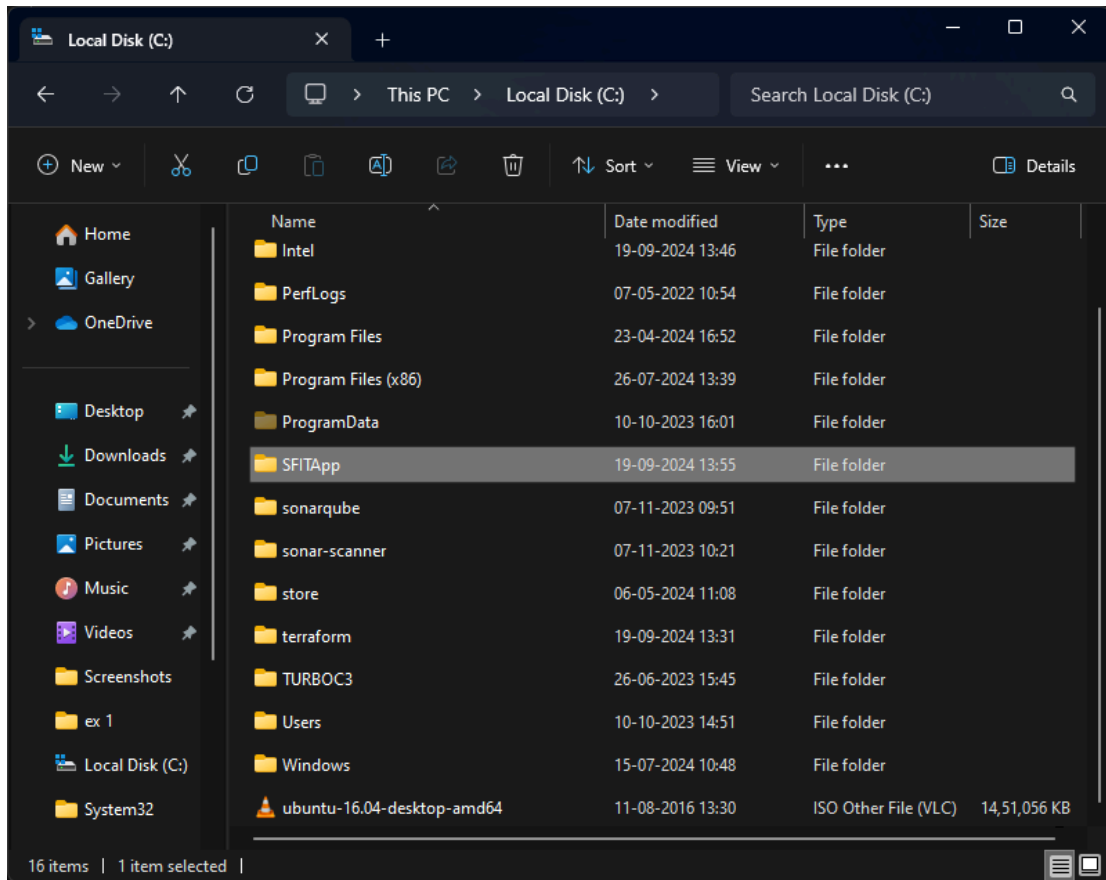 Local Disk (C:)
This PC > Local Disk (C:) > Search Local Disk (C:)
New Sort View ... Details
Home
Gallery
OneDrive
Desktop
Downloads
Documents
Pictures
Music
Videos
Screenshots
ex 1
Local Disk (C:)
System32
Name Date modified Type Size
Intel 19-09-2024 13:46 File folder
PerfLogs 07-05-2022 10:54 File folder
Program Files 23-04-2024 16:52 File folder
Program Files (x86) 26-07-2024 13:39 File folder
ProgramData 10-10-2023 16:01 File folder
SFITApp 19-09-2024 13:55 File folder
sonarqube 07-11-2023 09:51 File folder
sonar-scanner 07-11-2023 10:21 File folder
store 06-05-2024 11:08 File folder
terraform 19-09-2024 13:31 File folder
TURBOC3 26-06-2023 15:45 File folder
Users 10-10-2023 14:51 File folder
Windows 15-07-2024 10:48 File folder
ubuntu-16.04-desktop-amd64 11-08-2016 13:30 ISO Other File (VLC) 14,51,056 KB
16 items | 1 item selected |